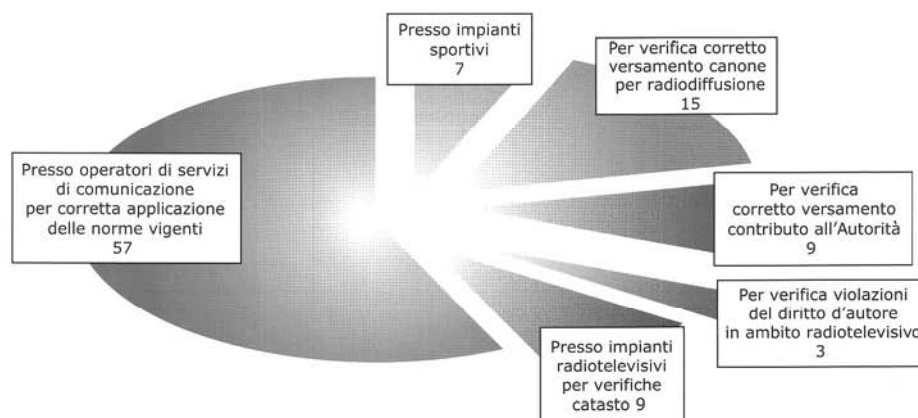 Presso impianti
sportivi
7
Per verifica corretto
versamento canone
per radiodiffusione
15
Presso operatori di servizi
di comunicazione
per corretta applicazione
delle norme vigenti
57
Per verifica
corretto versamento
contributo all'Autorità
9
Per verifica violazioni
del diritto d'autore
in ambito radiotelevisivo
3
Presso impianti
radiotelevisivi
per verifiche
catasto 9